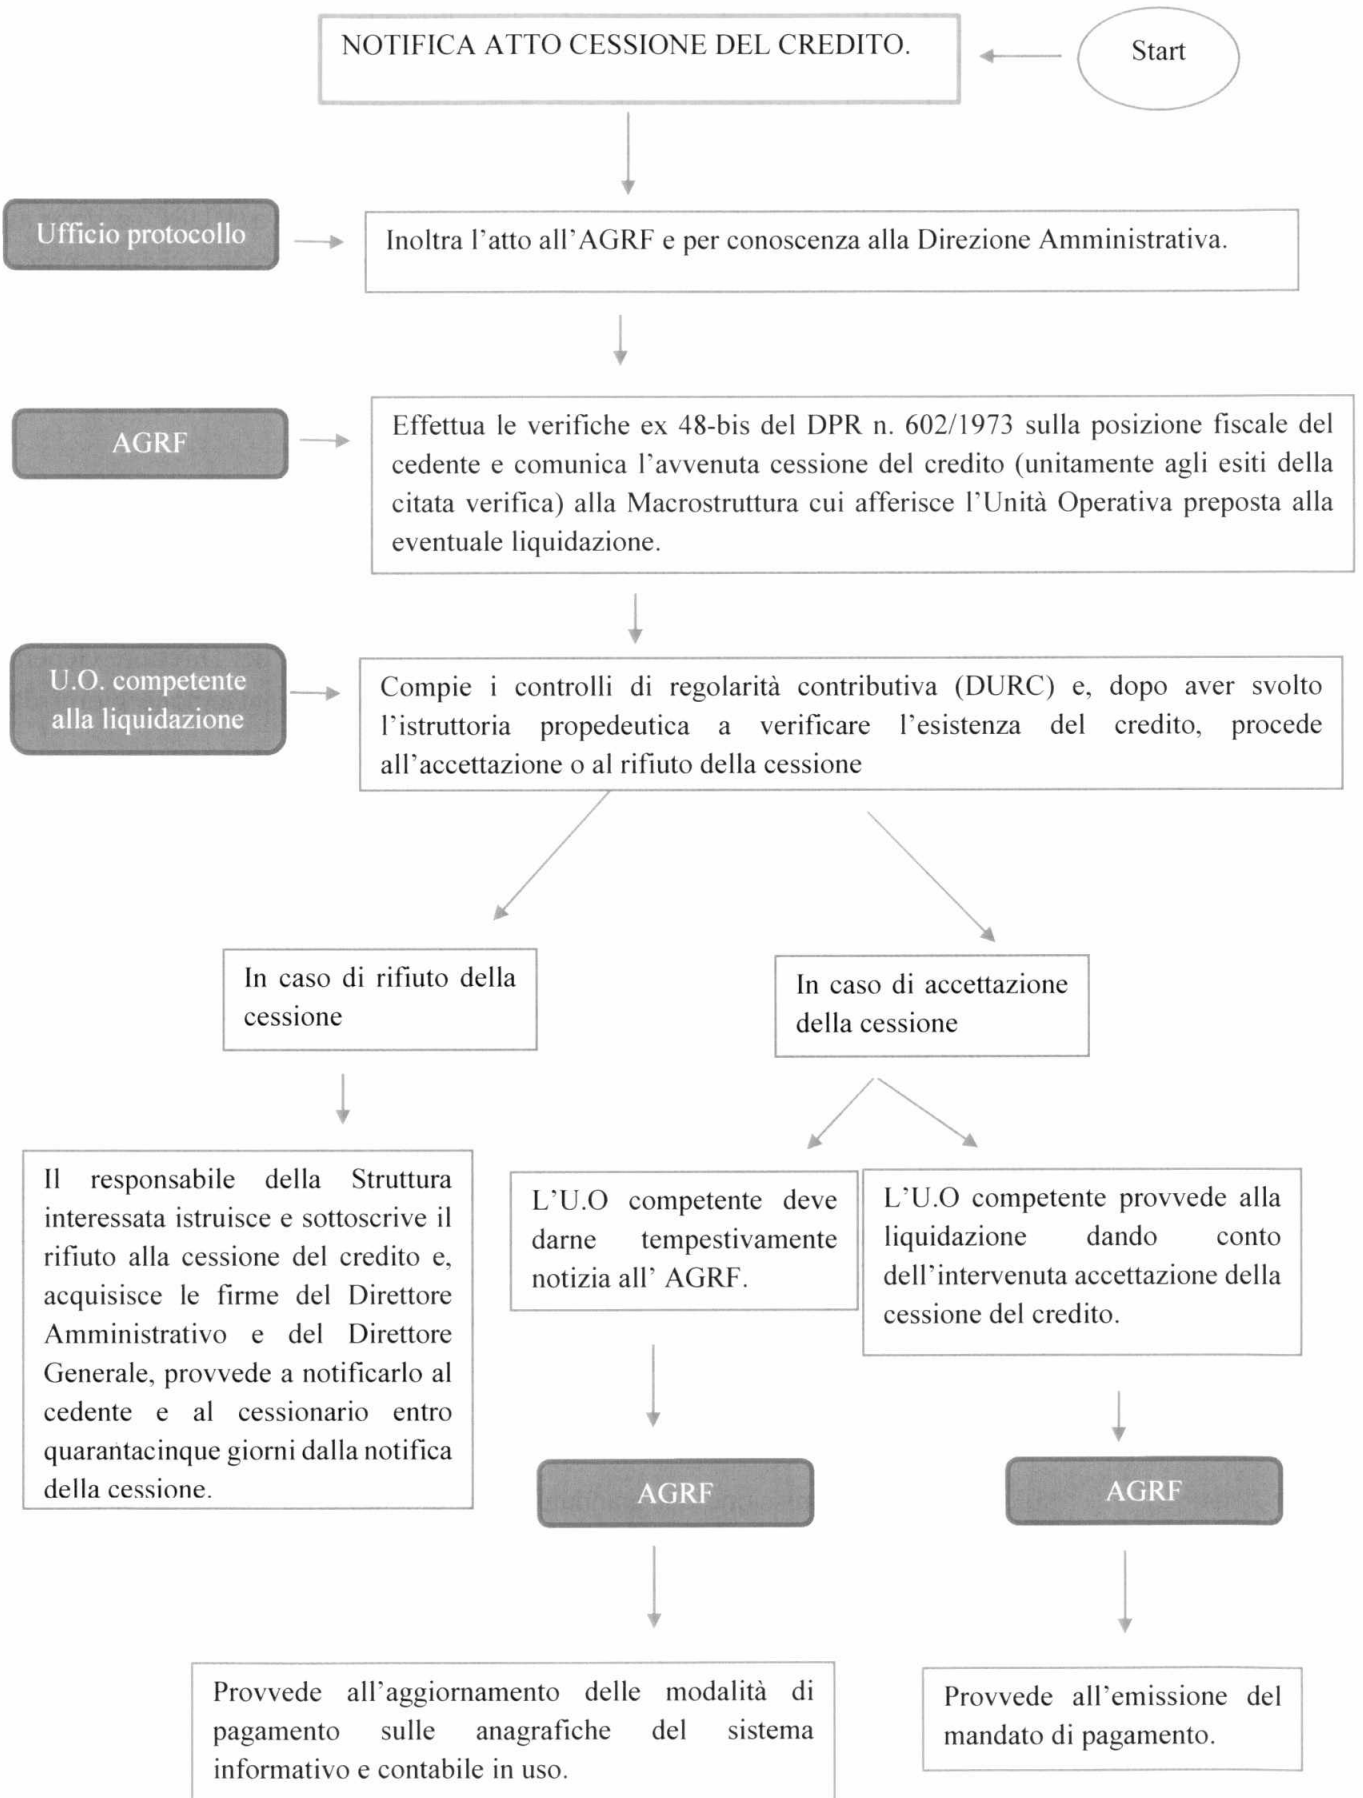 NOTIFICA ATTO CESSIONE DEL CREDITO.
Start
Ufficio protocollo
Inoltra l'atto all'AGRF e per conoscenza alla Direzione Amministrativa.
AGRF
Effettua le verifiche ex 48-bis del DPR n. 602/1973 sulla posizione fiscale del
cedente e comunica l'avvenuta cessione del credito (unitamente agli esiti della
citata verifica) alla Macrostruttura cui afferisce l'Unità Operativa preposta alla
eventuale liquidazione.
U.O. competente
alla liquidazione
Compie i controlli di regolarità contributiva (DURC) e, dopo aver svolto
l'istruttoria propedeutica a verificare l'esistenza del credito, procede
all'accettazione o al rifiuto della cessione
In caso di rifiuto della
cessione
In caso di accettazione
della cessione
Il responsabile della Struttura
interessata istruisce e sottoscrive il
rifiuto alla cessione del credito e,
acquisisce le firme del Direttore
Amministrativo e del Direttore
Generale, provvede a notificarlo al
cedente e al cessionario entro
quarantacinque giorni dalla notifica
della cessione.
L'U.O competente deve
darne tempestivamente
notizia all' AGRF.
L'U.O competente provvede alla
liquidazione dando conto
dell'intervenuta accettazione della
cessione del credito.
AGRF
AGRF
Provvede all'aggiornamento delle modalità di
pagamento sulle anagrafiche del sistema
informativo e contabile in uso.
Provvede all'emissione del
mandato di pagamento.